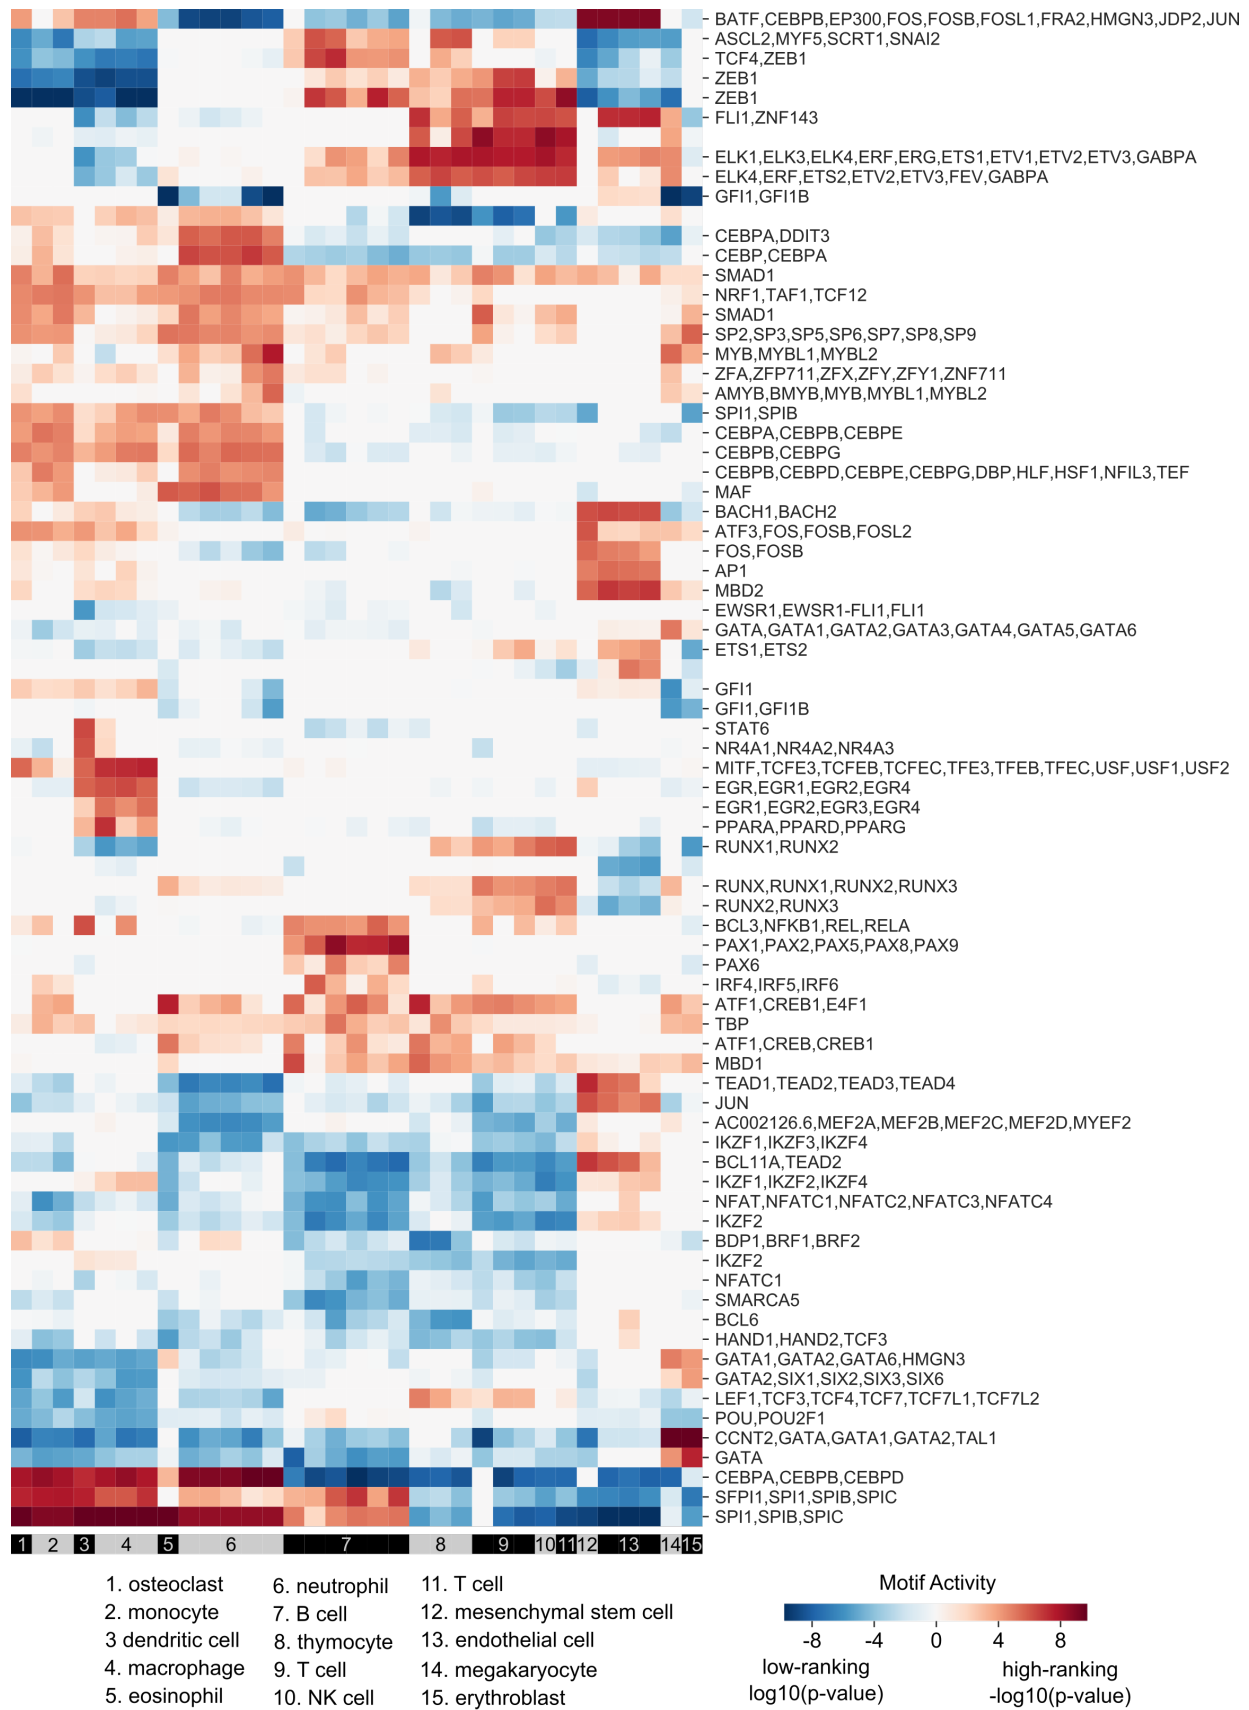 BATF,CEBPB,EP300,FOS,FOSB,FOSL1,FRA2,HMGN3,JDP2,JUN
ASCL2,MYF5,SCRT1,SNAI2
TCF4,ZEB1
ZEB1
ZEB1
FLI1,ZNF143
ELK1,ELK3,ELK4,ERF,ERG,ETS1,ETV1,ETV2,ETV3,GABPA
ELK4,ERF,ETS2,ETV2,ETV3,FEV,GABPA
GFI1,GFI1B
CEBPA,DDIT3
CEBP,CEBPA
SMAD1
NRF1,TAF1,TCF12
SMAD1
SP2,SP3,SP5,SP6,SP7,SP8,SP9
MYB,MYBL1,MYBL2
ZFA,ZFP711,ZFX,ZFY,ZFY1,ZNF711
AMYB,BMYB,MYB,MYBL1,MYBL2
SPI1,SPIB
CEBPA,CEBPB,CEBPE
CEBPB,CEBPG
CEBPB,CEBPD,CEBPE,CEBPG,DBP,HLF,HSF1,NFIL3,TEF
MAF
BACH1,BACH2
ATF3,FOS,FOSB,FOSL2
FOS,FOSB
AP1
MBD2
EWSR1,EWSR1-FLI1,FLI1
GATA,GATA1,GATA2,GATA3,GATA4,GATA5,GATA6
ETS1,ETS2
GFI1
GFI1,GFI1B
STAT6
NR4A1,NR4A2,NR4A3
MITF,TCFE3,TCFEB,TCFEC,TFE3,TFEB,TFEC,USF,USF1,USF2
EGR,EGR1,EGR2,EGR4
EGR1,EGR2,EGR3,EGR4
PPARA,PPARD,PPARG
RUNX1,RUNX2
RUNX,RUNX1,RUNX2,RUNX3
RUNX2,RUNX3
BCL3,NFKB1,REL,RELA
PAX1,PAX2,PAX5,PAX8,PAX9
PAX6
IRF4,IRF5,IRF6
ATF1,CREB1,E4F1
TBP
ATF1,CREB,CREB1
MBD1
TEAD1,TEAD2,TEAD3,TEAD4
JUN
AC002126.6,MEF2A,MEF2B,MEF2C,MEF2D,MYEF2
IKZF1,IKZF3,IKZF4
BCL11A,TEAD2
IKZF1,IKZF2,IKZF4
NFAT,NFATC1,NFATC2,NFATC3,NFATC4
IKZF2
BDP1,BRF1,BRF2
IKZF2
NFATC1
SMARCA5
BCL6
HAND1,HAND2,TCF3
GATA1,GATA2,GATA6,HMGN3
GATA2,SIX1,SIX2,SIX3,SIX6
LEF1,TCF3,TCF4,TCF7,TCF7L1,TCF7L2
POU,POU2F1
CCNT2,GATA,GATA1,GATA2,TAL1
GATA
CEBPA,CEBPB,CEBPD
SFPI1,SPI1,SPIB,SPIC
SPI1,SPIB,SPIC
1 2 3 4 5 6 7 8 9 10 11 12 13 14 15
1. osteoclast
2. monocyte
3 dendritic cell
4. macrophage
5. eosinophil
6. neutrophil
7. B cell
8. thymocyte
9. T cell
10. NK cell
11. T cell
12. mesenchymal stem cell
13. endothelial cell
14. megakaryocyte
15. erythroblast
Motif Activity
-8 -4 0 4 8
low-ranking
log10(p-value)
high-ranking
-log10(p-value)